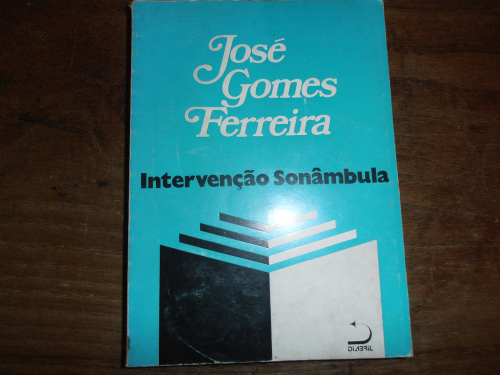 José
Gomes
Ferreira
Intervenção Sonâmbula
DIABRIL